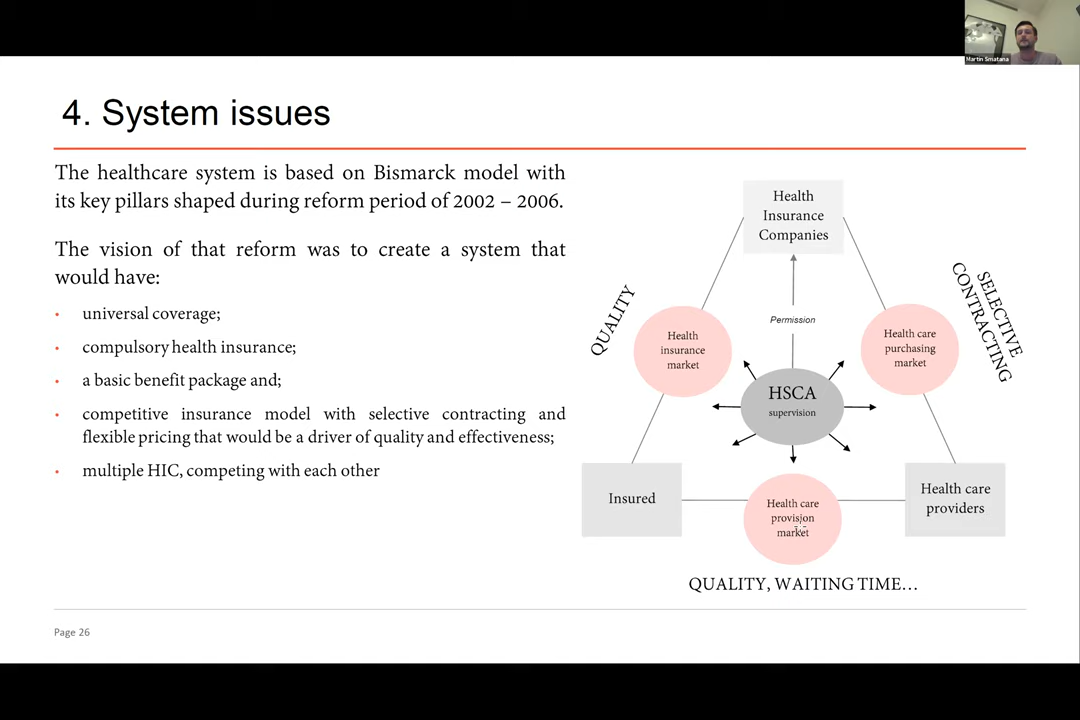 Martin Smatana
4. System issues
The healthcare system is based on Bismarck model with
its key pillars shaped during reform period of 2002 – 2006.
The vision of that reform was to create a system that
would have:
• universal coverage;
• compulsory health insurance;
• a basic benefit package and;
• competitive insurance model with selective contracting and
flexible pricing that would be a driver of quality and effectiveness;
• multiple HIC, competing with each other
Health
Insurance
Companies
QUALITY
SELECTIVE
CONTRACTING
Permission
Health
insurance
market
Health care
purchasing
market
HSCA
supervision
Insured
Health care
providers
Health care
provision
market
QUALITY, WAITING TIME…
Page 26